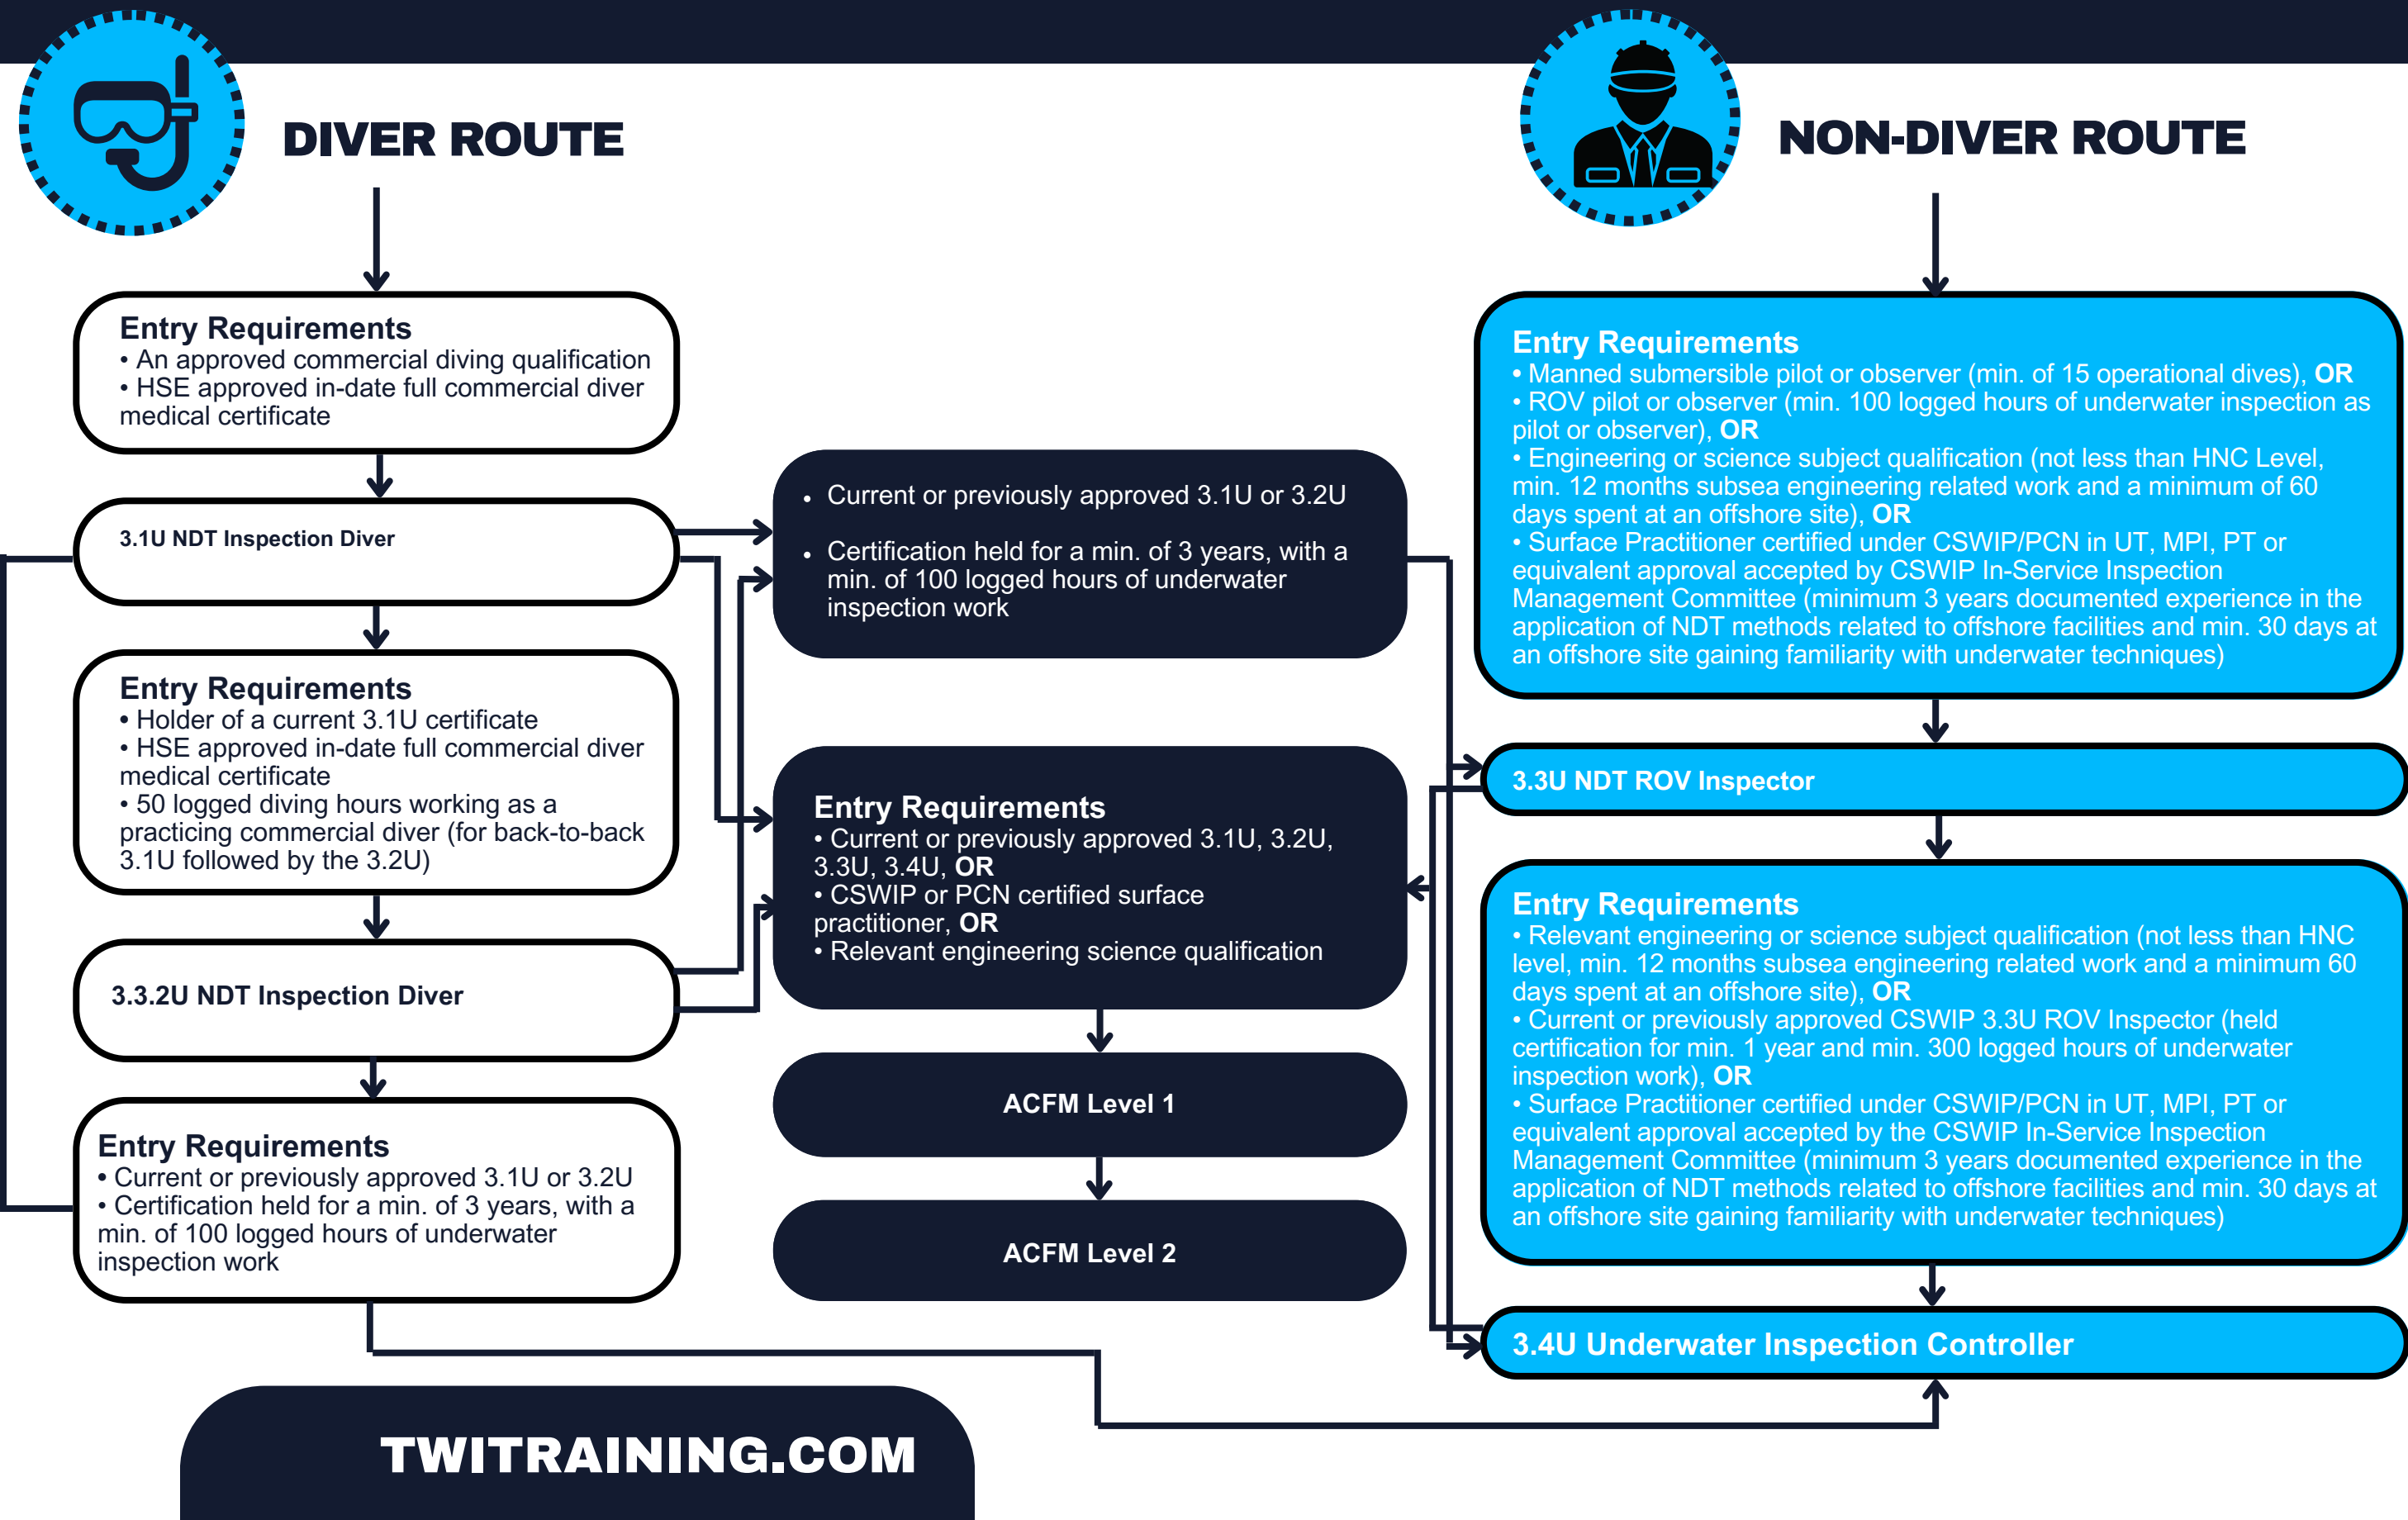 DIVER ROUTE
Entry Requirements
• An approved commercial diving qualification
• HSE approved in-date full commercial diver
medical certificate
3.1U NDT Inspection Diver
Entry Requirements
• Holder of a current 3.1U certificate
• HSE approved in-date full commercial diver
medical certificate
• 50 logged diving hours working as a
practicing commercial diver (for back-to-back
3.1U followed by the 3.2U)
3.3.2U NDT Inspection Diver
Entry Requirements
• Current or previously approved 3.1U or 3.2U
• Certification held for a min. of 3 years, with a
min. of 100 logged hours of underwater
inspection work
• Current or previously approved 3.1U or 3.2U
• Certification held for a min. of 3 years, with a
min. of 100 logged hours of underwater
inspection work
Entry Requirements
• Current or previously approved 3.1U, 3.2U,
3.3U, 3.4U, OR
• CSWIP or PCN certified surface
practitioner, OR
• Relevant engineering science qualification
ACFM Level 1
ACFM Level 2
NON-DIVER ROUTE
Entry Requirements
• Manned submersible pilot or observer (min. of 15 operational dives), OR
• ROV pilot or observer (min. 100 logged hours of underwater inspection as
pilot or observer), OR
• Engineering or science subject qualification (not less than HNC Level,
min. 12 months subsea engineering related work and a minimum of 60
days spent at an offshore site), OR
• Surface Practitioner certified under CSWIP/PCN in UT, MPI, PT or
equivalent approval accepted by CSWIP In-Service Inspection
Management Committee (minimum 3 years documented experience in the
application of NDT methods related to offshore facilities and min. 30 days at
an offshore site gaining familiarity with underwater techniques)
3.3U NDT ROV Inspector
Entry Requirements
• Relevant engineering or science subject qualification (not less than HNC
level, min. 12 months subsea engineering related work and a minimum 60
days spent at an offshore site), OR
• Current or previously approved CSWIP 3.3U ROV Inspector (held
certification for min. 1 year and min. 300 logged hours of underwater
inspection work), OR
• Surface Practitioner certified under CSWIP/PCN in UT, MPI, PT or
equivalent approval accepted by the CSWIP In-Service Inspection
Management Committee (minimum 3 years documented experience in the
application of NDT methods related to offshore facilities and min. 30 days at
an offshore site gaining familiarity with underwater techniques)
3.4U Underwater Inspection Controller
TWITRAINING.COM